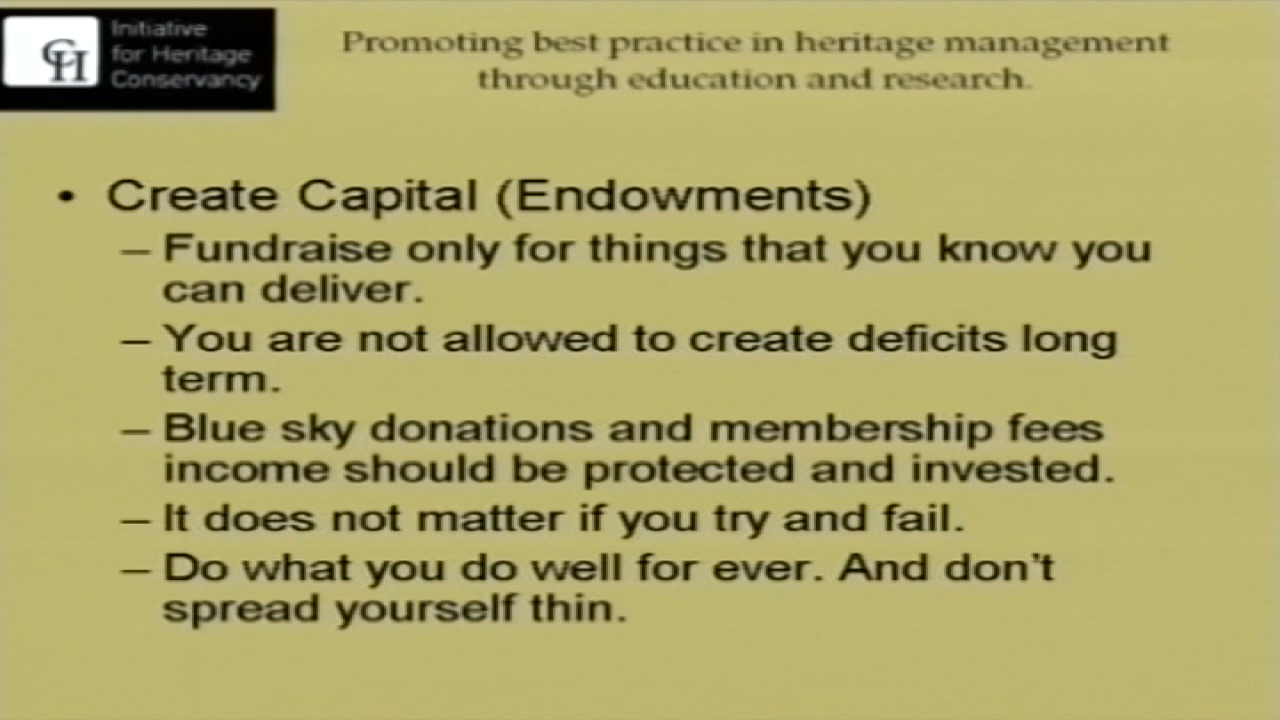 Initiative
for Heritage
Conservancy
CH
Promoting best practice in heritage management
through education and research.
• Create Capital (Endowments)
– Fundraise only for things that you know you
can deliver.
– You are not allowed to create deficits long
term.
– Blue sky donations and membership fees
income should be protected and invested.
– It does not matter if you try and fail.
– Do what you do well for ever. And don't
spread yourself thin.